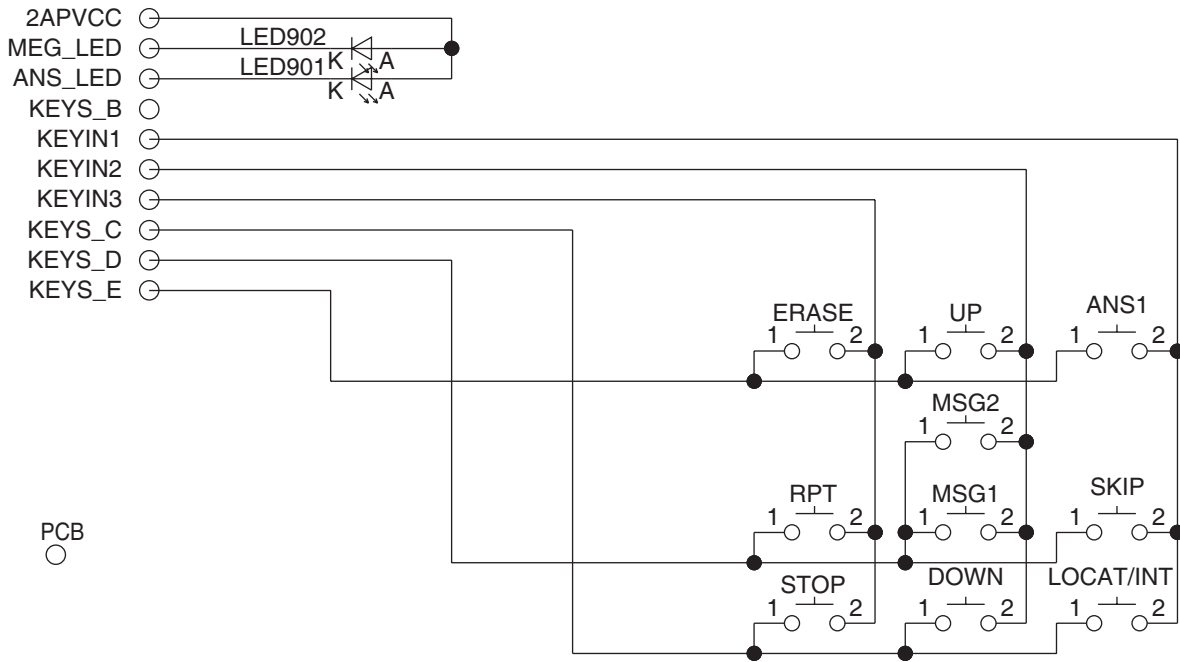 2APVCC
MEG_LED
LED902
K A
ANS_LED
LED901
K A
KEYS_B
KEYIN1
KEYIN2
KEYIN3
KEYS_C
KEYS_D
KEYS_E
ERASE
1 2
UP
1 2
ANS1
1 2
MSG2
1 2
RPT
1 2
MSG1
1 2
SKIP
1 2
PCB
STOP
1 2
DOWN
1 2
LOCAT/INT
1 2